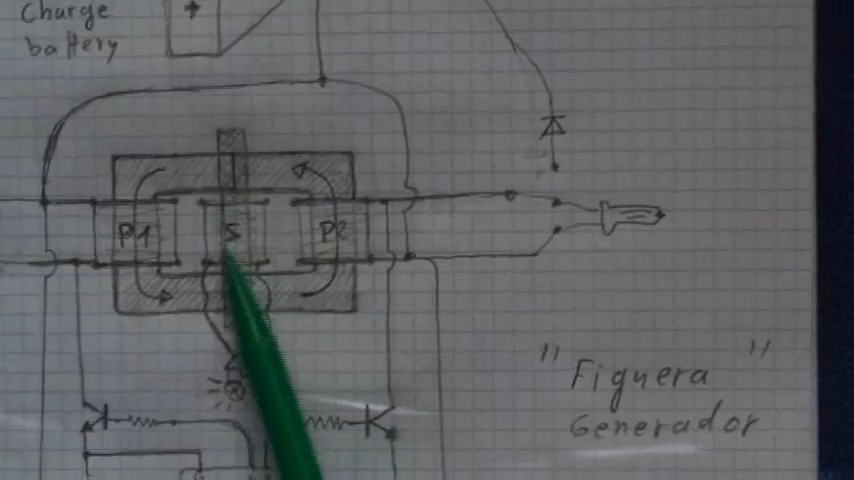 Charge
battery
P1
S
P2
" Figuera "
Generador